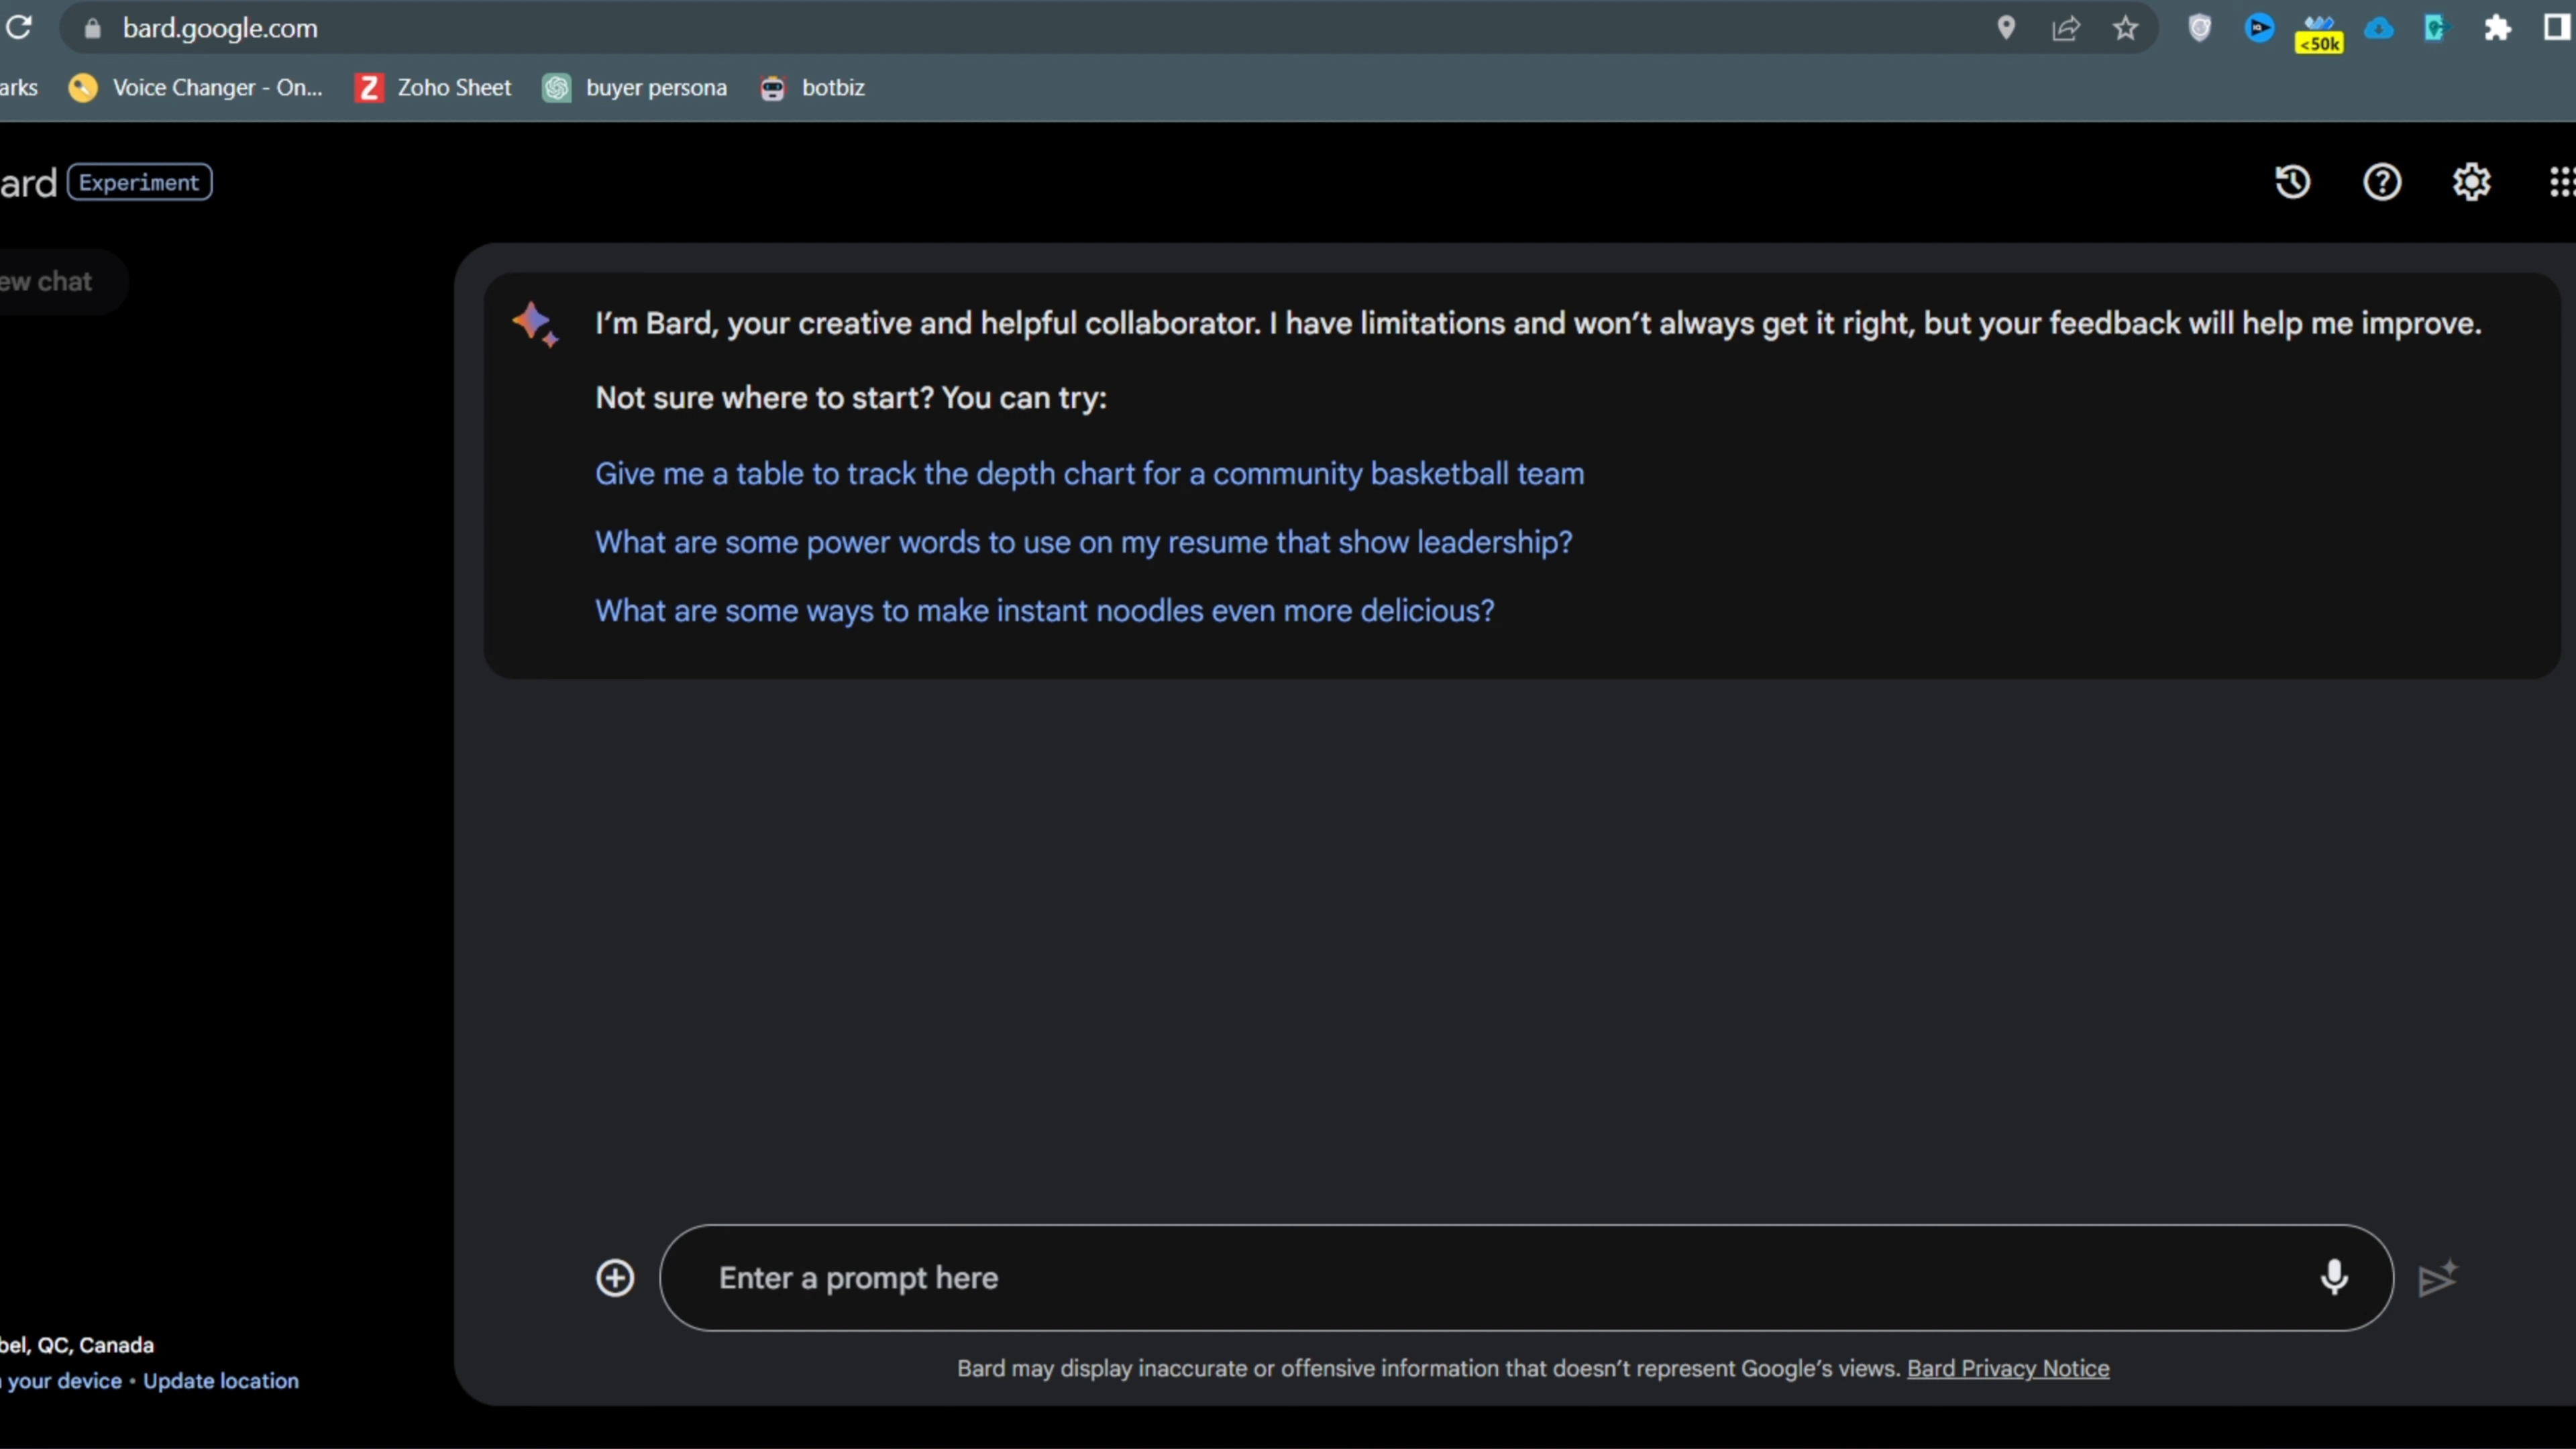 bard.google.com
<50k
arks
Voice Changer - On...
Z
Zoho Sheet
buyer persona
botbiz
ard
Experiment
ew chat
I'm Bard, your creative and helpful collaborator. I have limitations and won't always get it right, but your feedback will help me improve.
Not sure where to start? You can try:
Give me a table to track the depth chart for a community basketball team
What are some power words to use on my resume that show leadership?
What are some ways to make instant noodles even more delicious?
Enter a prompt here
bel, QC, Canada
your device • Update location
Bard may display inaccurate or offensive information that doesn't represent Google's views. Bard Privacy Notice